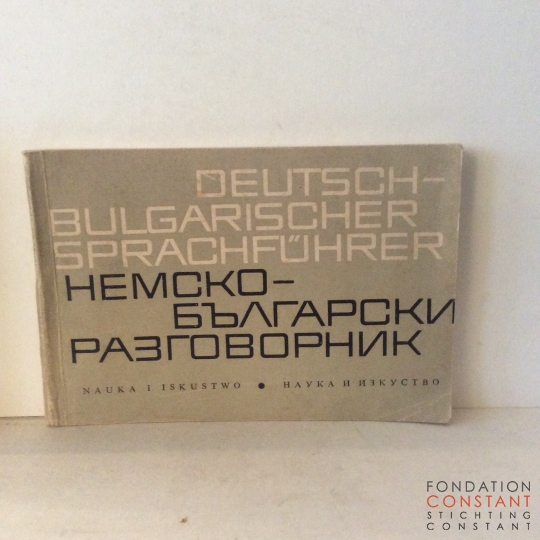 DEUTSCH-
BULGARISCHER
SPRACHFÜHRER
НЕМСКО-
БЪЛГАРСКИ
РАЗГОВОРНИК
NAUKA I ISKUSTWO • НАУКА И ИЗКУСТВО
FONDATION
CONSTANT
STICHTING
CONSTANT